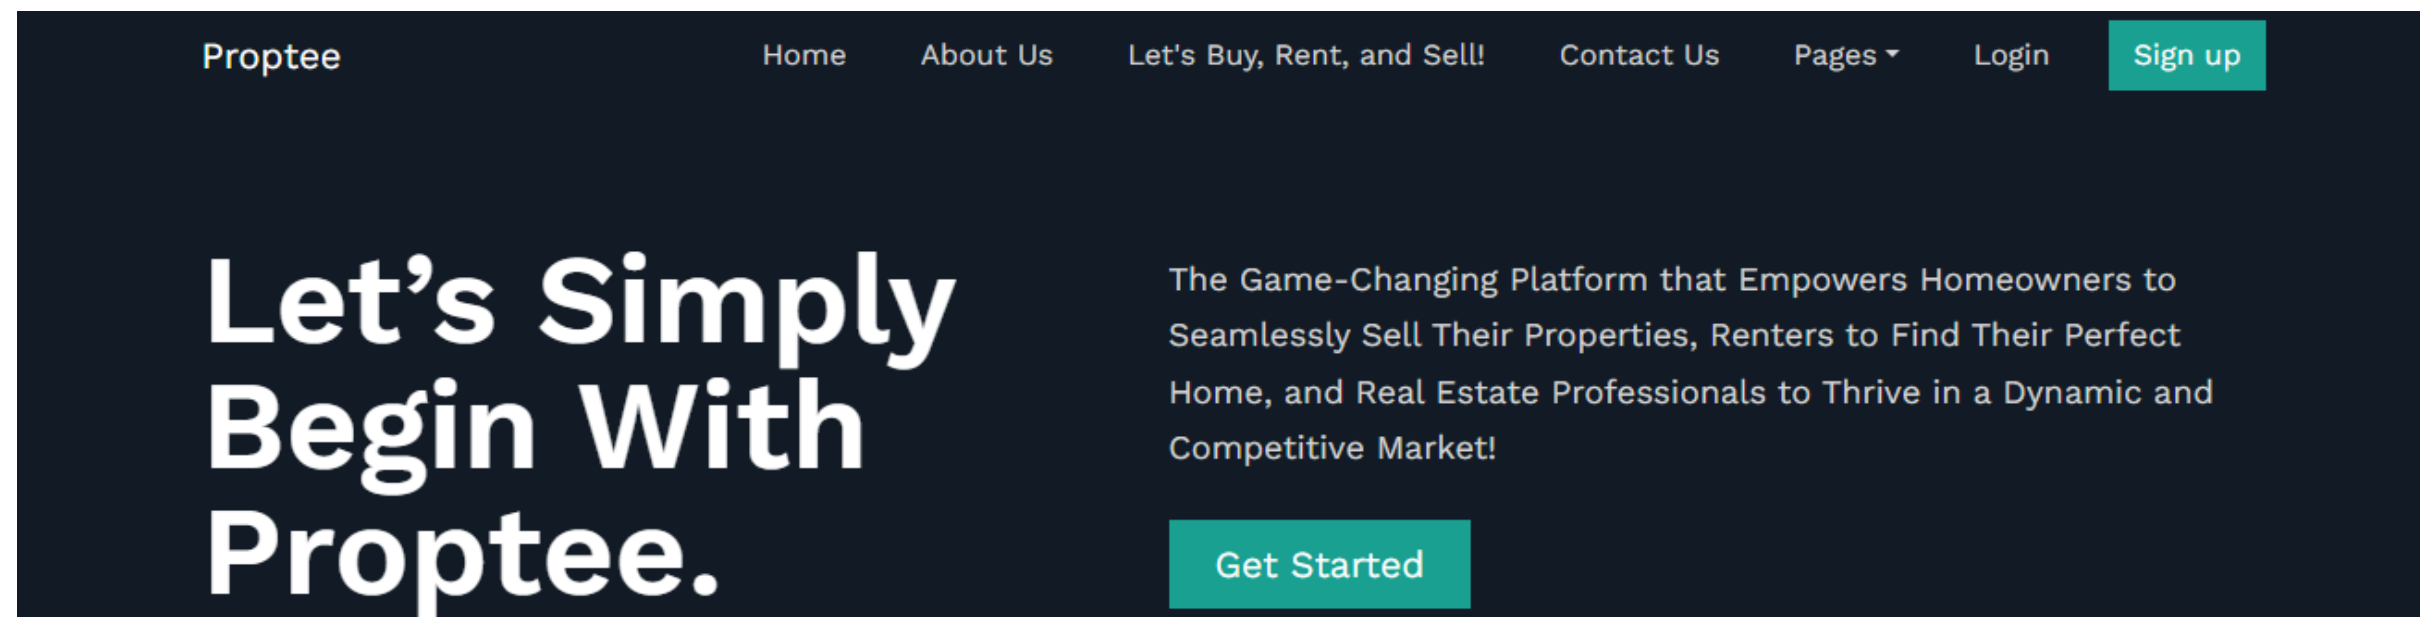 Proptee Home About Us Let's Buy, Rent, and Sell! Contact Us Pages Login Sign up
Let’s Simply
Begin With
Proptee.
The Game-Changing Platform that Empowers Homeowners to
Seamlessly Sell Their Properties, Renters to Find Their Perfect
Home, and Real Estate Professionals to Thrive in a Dynamic and
Competitive Market!
Get Started